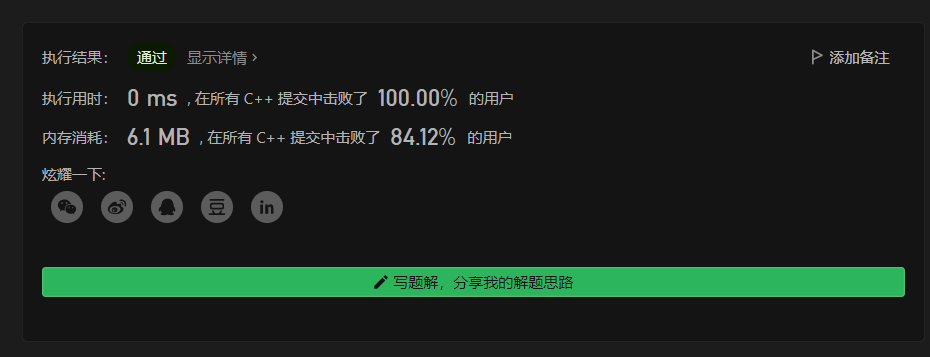 执行结果： 通过 显示详情 › 添加备注
执行用时： 0 ms ，在所有 C++ 提交中击败了 100.00% 的用户
内存消耗： 6.1 MB ，在所有 C++ 提交中击败了 84.12% 的用户
炫耀一下:
豆 in
写题解，分享我的解题思路